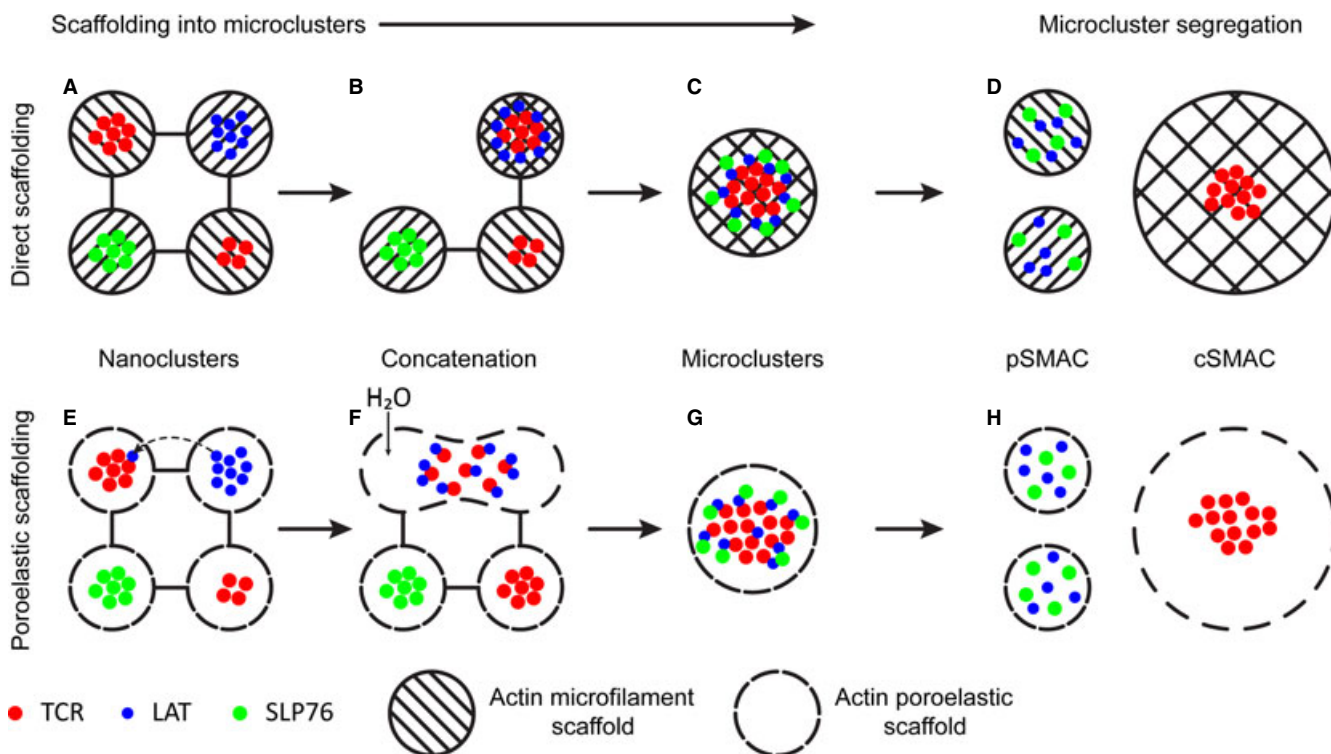 Scaffolding into microclusters
Microcluster segregation
Direct scaffolding
A
B
C
D
Nanoclusters
Concatenation
Microclusters
pSMAC
cSMAC
Poroelastic scaffolding
E
F
G
H
H₂O
TCR
LAT
SLP76
Actin microfilament
scaffold
Actin poroelastic
scaffold